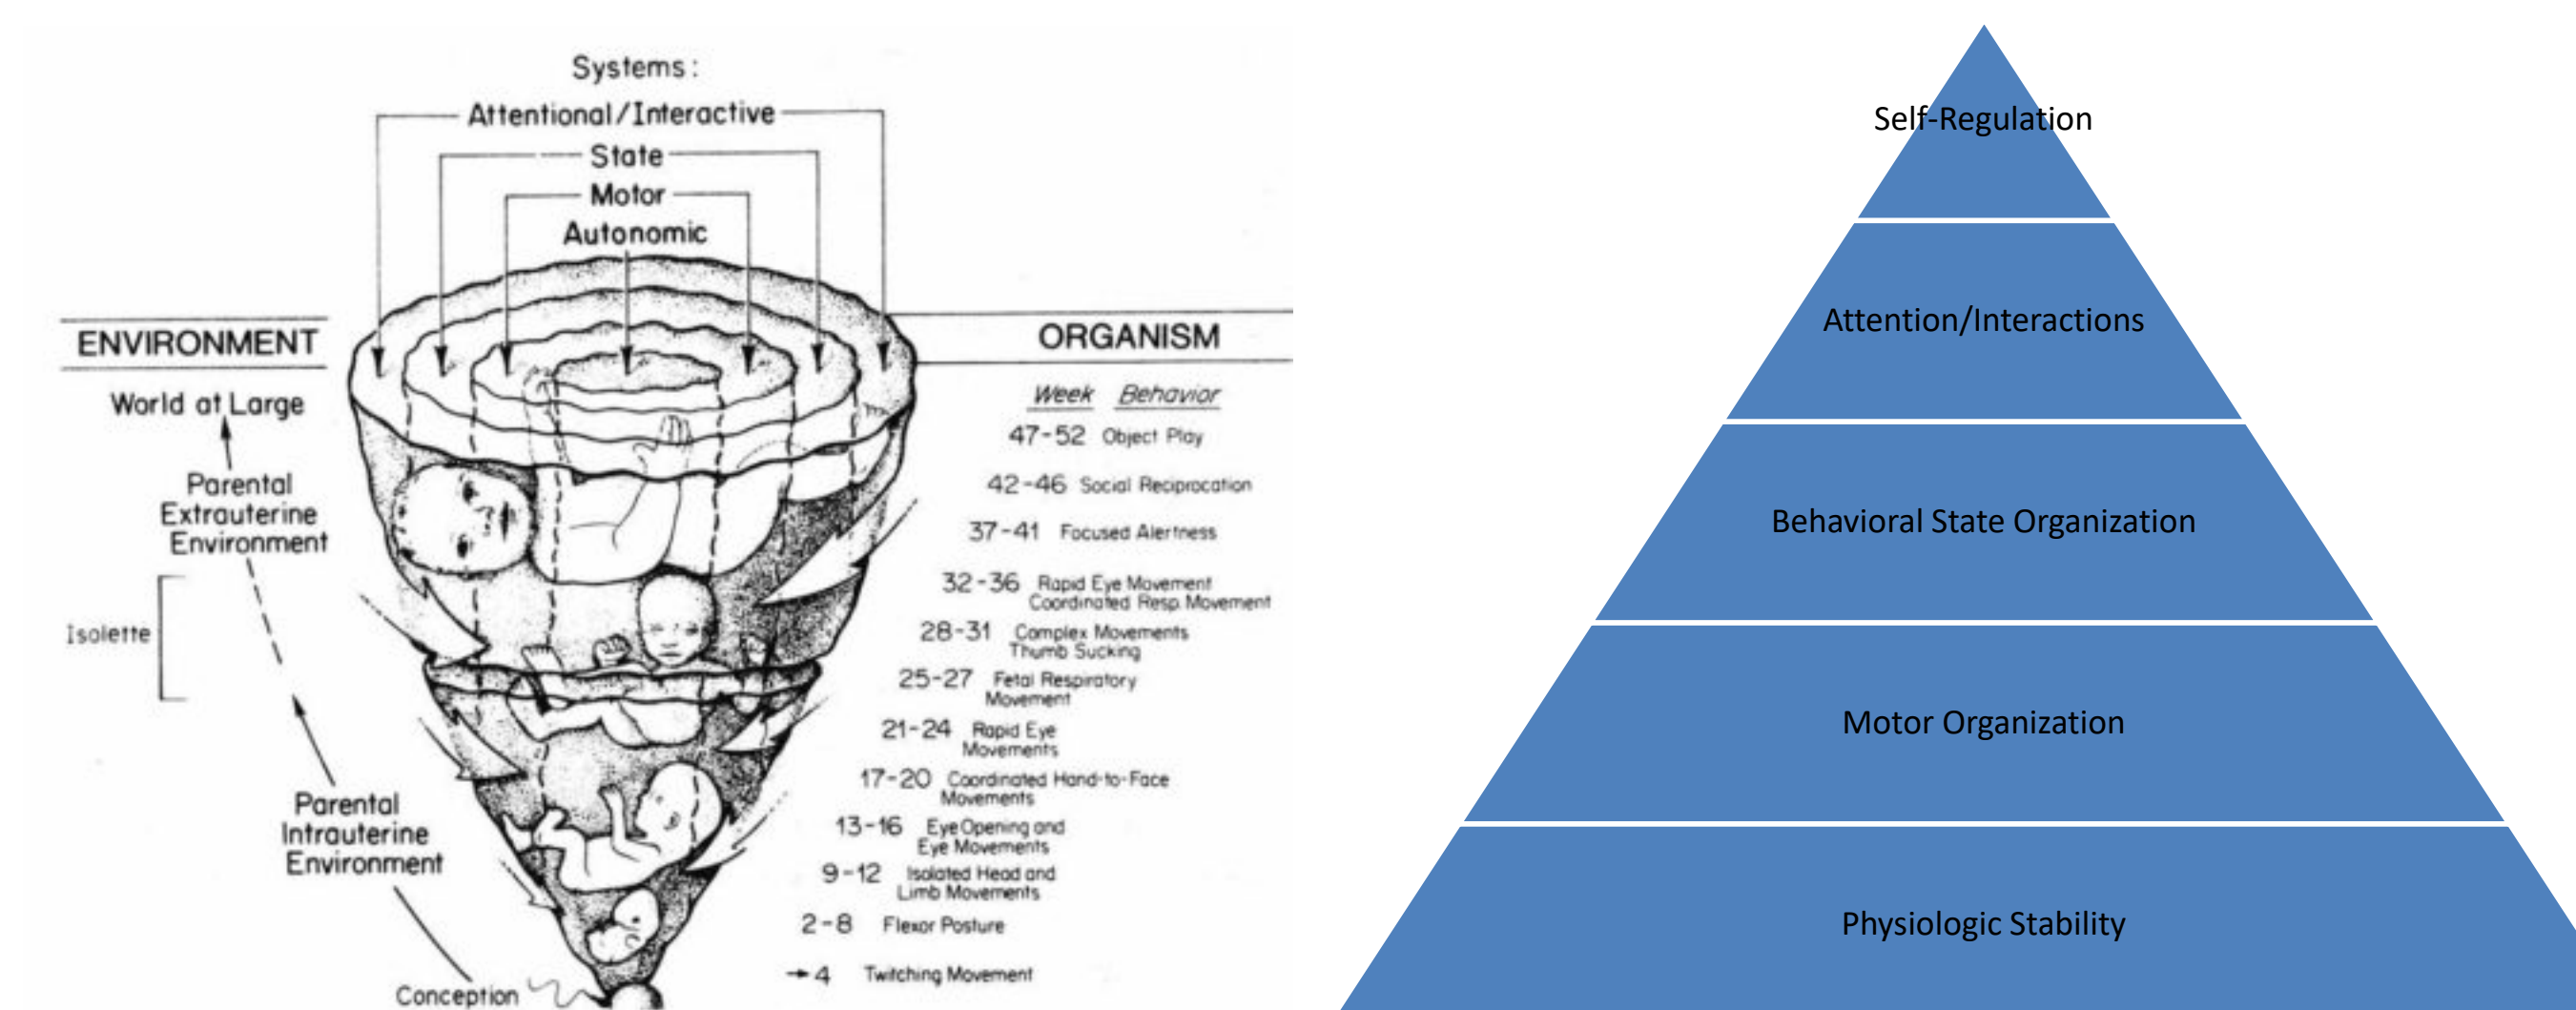 Systems:
Attentional/Interactive
State
Motor
Autonomic
ENVIRONMENT
World at Large
Parental
Extrauterine
Environment
Isolette
Parental
Intrauterine
Environment
Conception
ORGANISM
Week Behavior
47-52 Object Play
42-46 Social Reciprocation
37-41 Focused Alertness
32-36 Rapid Eye Movement
Coordinated Resp. Movement
28-31 Complex Movements
Thumb Sucking
25-27 Fetal Respiratory
Movement
21-24 Rapid Eye
Movements
17-20 Coordinated Hand-to-Face
Movements
13-16 Eye Opening and
Eye Movements
9-12 Isolated Head and
Limb Movements
2-8 Flexor Posture
→4 Twitching Movement
Self-Regulation
Attention/Interactions
Behavioral State Organization
Motor Organization
Physiologic Stability